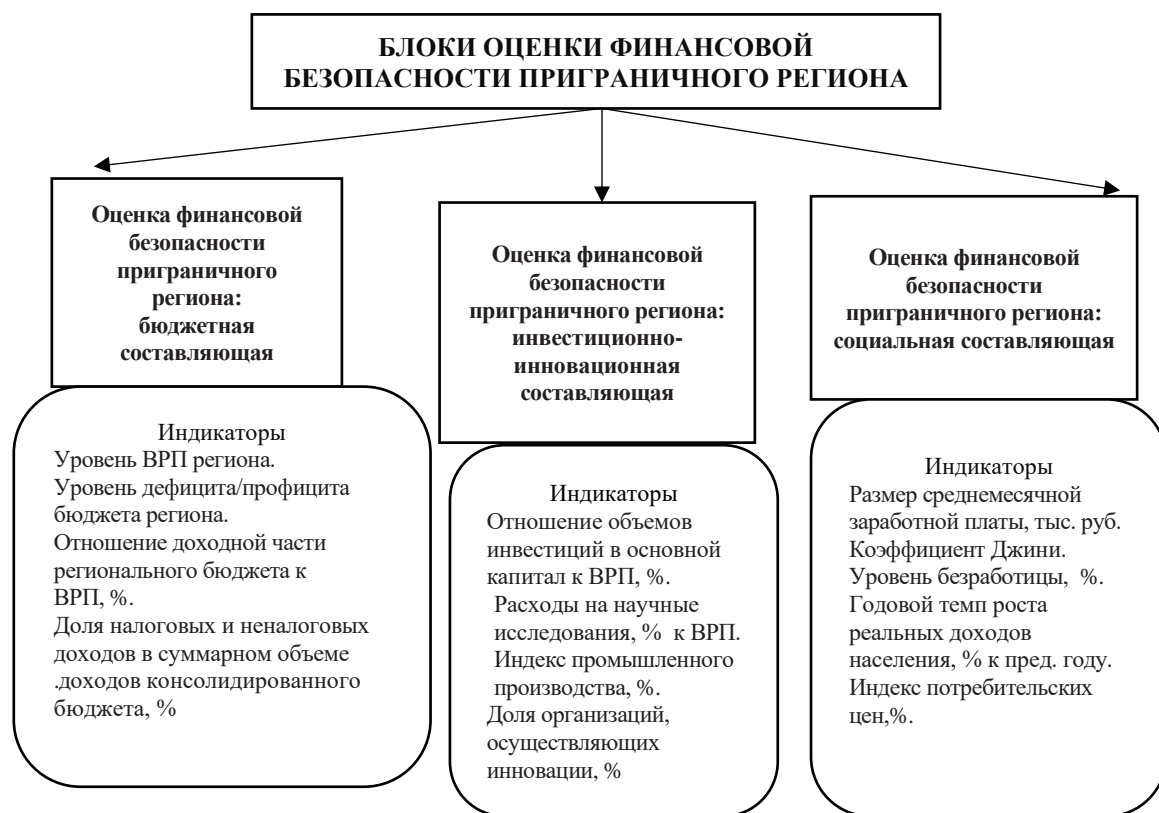 БЛОКИ ОЦЕНКИ ФИНАНСОВОЙ
БЕЗОПАСНОСТИ ПРИГРАНИЧНОГО РЕГИОНА
Оценка финансовой
безопасности
приграничного
региона:
бюджетная
составляющая
Индикаторы
Уровень ВРП региона.
Уровень дефицита/профицита
бюджета региона.
Отношение доходной части
регионального бюджета к
ВРП, %.
Доля налоговых и неналоговых
доходов в суммарном объеме
.доходов консолидированного
бюджета, %
Оценка финансовой
безопасности
приграничного региона:
инвестиционно-
инновационная
составляющая
Индикаторы
Отношение объемов
инвестиций в основной
капитал к ВРП, %.
Расходы на научные
исследования, % к ВРП.
Индекс промышленного
производства, %.
Доля организаций,
осуществляющих
инновации, %
Оценка финансовой
безопасности
приграничного региона:
социальная составляющая
Индикаторы
Размер среднемесячной
заработной платы, тыс. руб.
Коэффициент Джини.
Уровень безработицы, %.
Годовой темп роста
реальных доходов
населения, % к пред. году.
Индекс потребительских
цен,%.